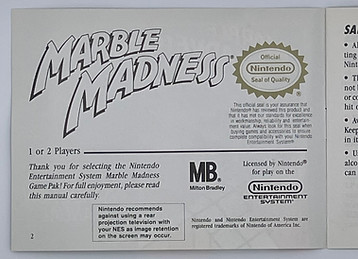 MARBLE
MADNESS®
Official
Nintendo
Seal of Quality
This official seal is your assurance that
Nintendo® has reviewed this product and
that it has met our standards for excellence
in workmanship, reliability and entertain-
ment value. Always look for this seal when
buying games and accessories to ensure
complete compatibility with your Nintendo
Entertainment System®.
1 or 2 Players
Thank you for selecting the Nintendo
Entertainment System Marble Madness
Game Pak! For full enjoyment, please read
this manual carefully.
MB.
Milton Bradley
Licensed by Nintendo®
for play on the
Nintendo
ENTERTAINMENT
SYSTEM®
Nintendo recommends
against using a rear
projection television with
your NES as image retention
on the screen may occur.
Nintendo and Nintendo Entertainment System are
registered trademarks of Nintendo of America Inc.
2